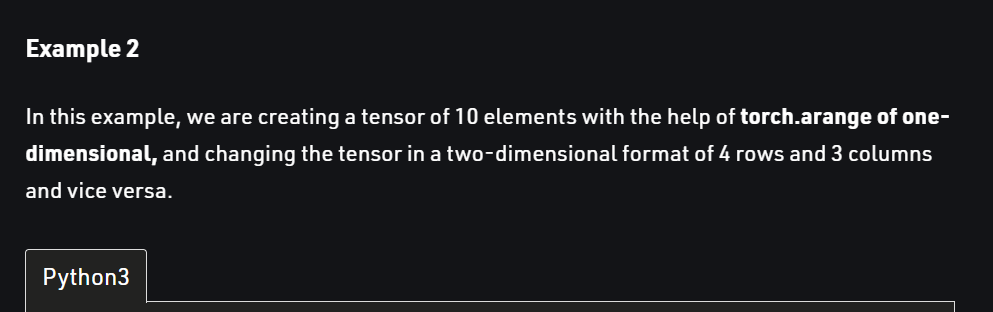 Example 2
In this example, we are creating a tensor of 10 elements with the help of torch.arange of one-
dimensional, and changing the tensor in a two-dimensional format of 4 rows and 3 columns
and vice versa.
Python3